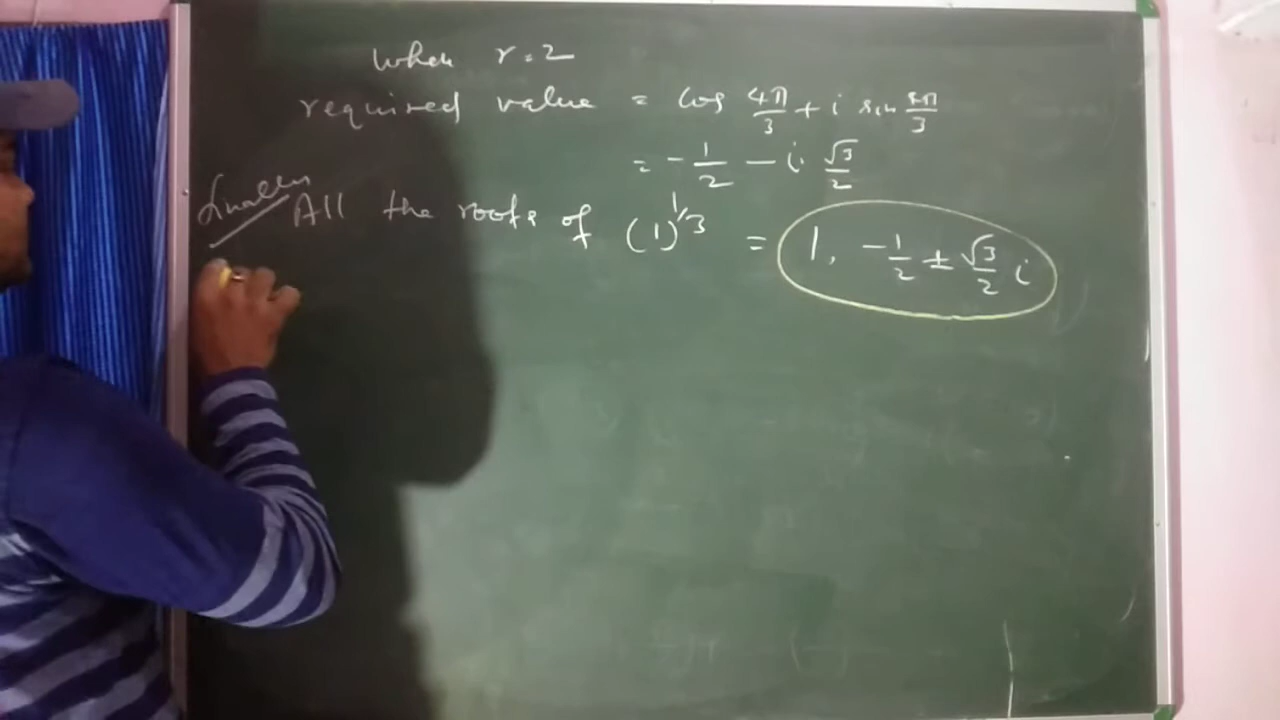 When r = 2
required value = cos 4π/3 + i sin 4π/3
= - 1/2 - i. √3/2
Finally All the roots of (1)^1/3 = 1, - 1/2 ± √3/2 i